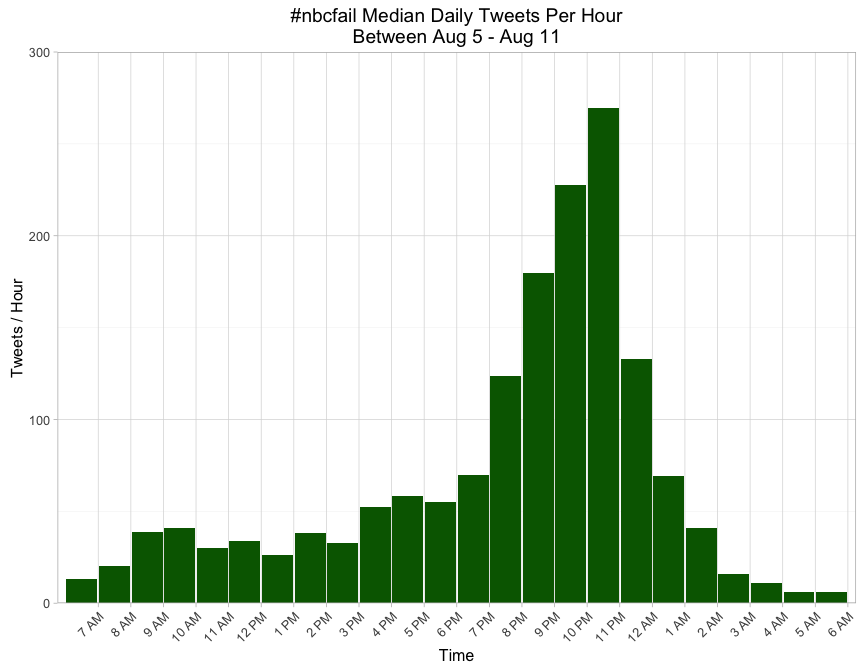 #nbcfail Median Daily Tweets Per Hour
Between Aug 5 - Aug 11
300
200
100
0
Tweets / Hour
7 AM
8 AM
9 AM
10 AM
11 AM
12 PM
1 PM
2 PM
3 PM
4 PM
5 PM
6 PM
7 PM
8 PM
9 PM
10 PM
11 PM
12 AM
1 AM
2 AM
3 AM
4 AM
5 AM
6 AM
Time